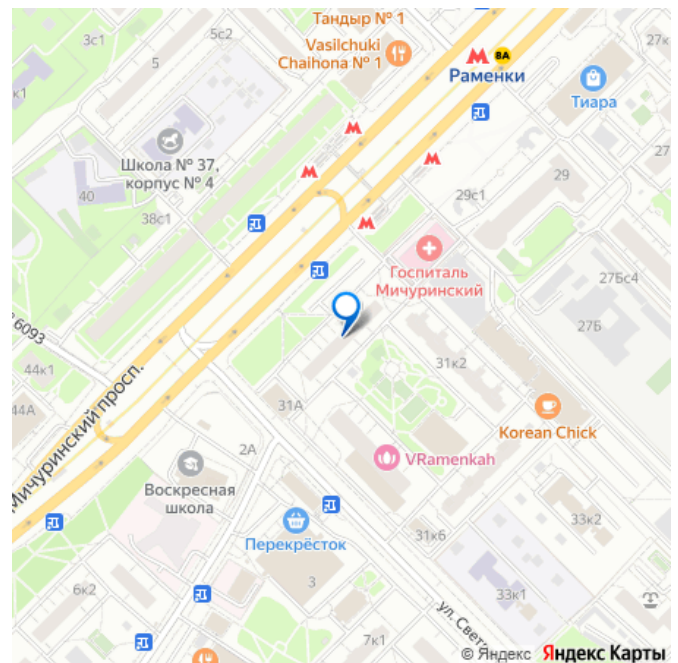 Тандыр № 1
3с1
5с2
27к
Vasilchuki
Chaihona № 1
М
ВА
Раменки
5
Тиара
к1
М
Школа № 37,
корпус № 4
М
М
27
40
29с1
29
38с1
М
Госпиталь
Мичуринский
27Бс4
27Б
6093
44к1
31к2
44А
31А
Мичуринский просп.
Korean Chick
2А
VRamenkah
Воскресная
школа
33к2
Перекрёсток
31к6
6к2
3
33к1
ул. Свет
7к1
© Яндекс Яндекс Карты